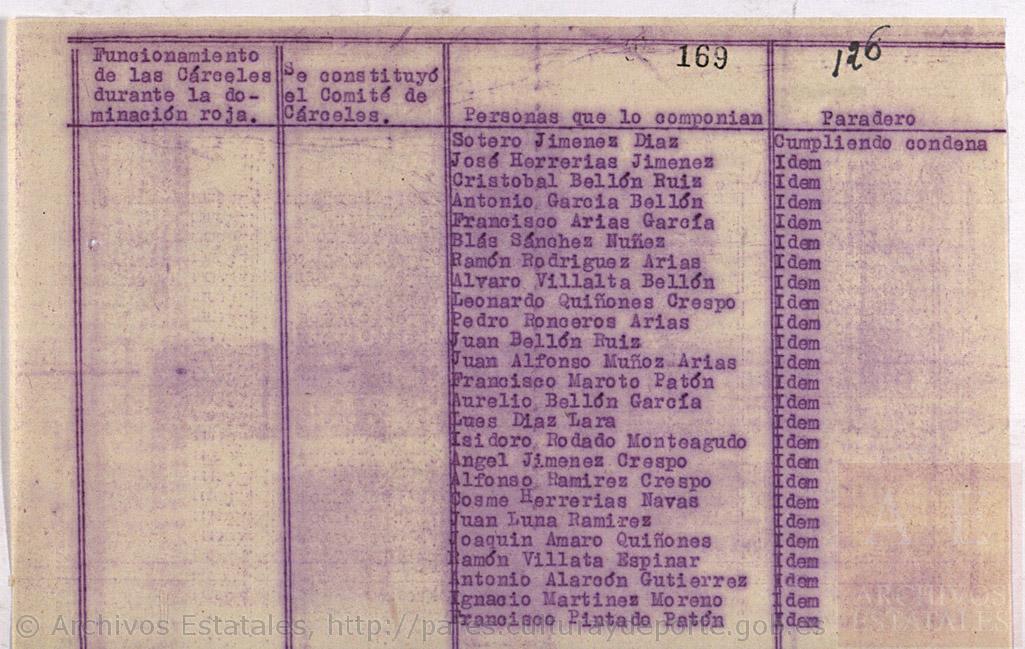 169
126
Funcionamiento
de las Cárceles
durante la do-
minación roja.
Se constituyó
el Comité de
Cárceles.
Personas que lo componian
Paradero
Sotero Jimenez Diaz Cumpliendo condena
José Herrerias Jimenez Idem
Cristobal Bellón Ruiz Idem
Antonio Garcia Bellón Idem
Francisco Arias García Idem
Blás Sánchez Nuñez Idem
Ramón Rodriguez Arias Idem
Alvaro Villalta Bellón Idem
Leonardo Quiñones Crespo Idem
Pedro Ronceros Arias Idem
Juan Bellón Ruiz Idem
Juan Alfonso Muñoz Arias Idem
Francisco Maroto Patón Idem
Aurelio Bellón García Idem
Lues Diaz Lara Idem
Isidoro Rodado Monteagudo Idem
Angel Jimenez Crespo Idem
Alfonso Ramirez Crespo Idem
Cosme Herrerias Navas Idem
Juan Luna Ramirez Idem
Joaquin Amaro Quiñones Idem
Ramón Villata Espinar Idem
Antonio Alarcón Gutierrez Idem
Ignacio Martinez Moreno Idem
Francisco Pintado Patón Idem
A E
ARCHIVOS
ESTATALES
© Archivos Estatales, http://pares.culturaydeporte.gob.es